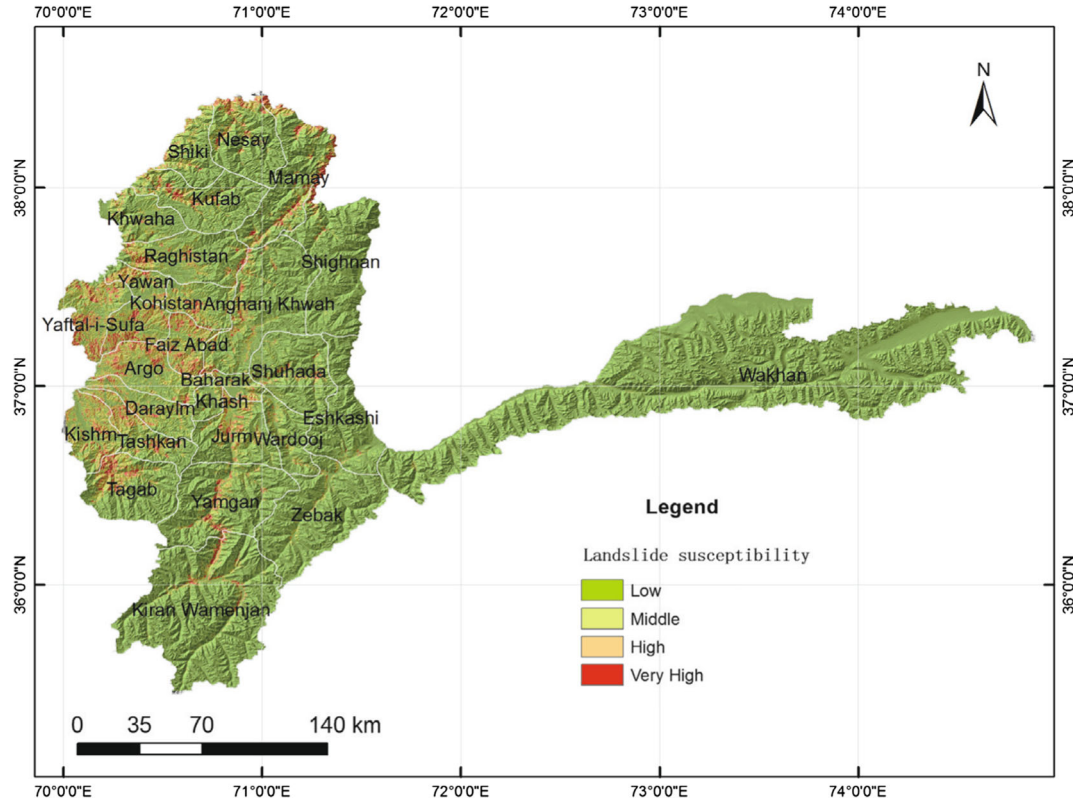 70°0'0"E 71°0'0"E 72°0'0"E 73°0'0"E 74°0'0"E
N
38°0'0"N 38°0'0"N
Nesay
Shiki
Mamay
Kufab
Khwaha
Raghistan
Shighnan
Yawan
Kohistan Anghanj Khwah
Yaftal-i-Sufa
Faiz Abad
Argo
Shuhada
Baharak
Wakhan
37°0'0"N 37°0'0"N
Khash
Daraylm
Eshkashi
Kishm
Tashkan
Jurm
Wardooj
Tagab
Yamgan
Zebak
Legend
Landslide susceptibility
36°0'0"N 36°0'0"N
Low
Kiran Wamenjan
Middle
High
Very High
0 35 70 140 km
70°0'0"E 71°0'0"E 72°0'0"E 73°0'0"E 74°0'0"E